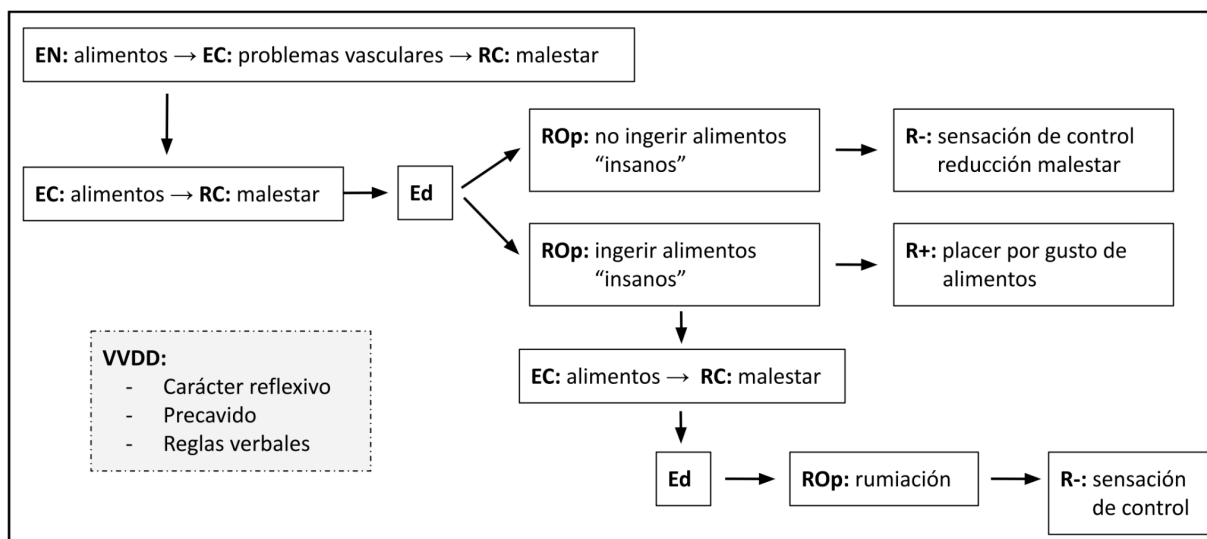 EN: alimentos → EC: problemas vasculares → RC: malestar
EC: alimentos → RC: malestar
Ed
ROp: no ingerir alimentos
“insanos”
R-: sensación de control
reducción malestar
ROp: ingerir alimentos
“insanos”
R+: placer por gusto de
alimentos
VVDD:
- Carácter reflexivo
- Precavido
- Reglas verbales
EC: alimentos → RC: malestar
Ed
ROp: rumiación
R-: sensación
de control